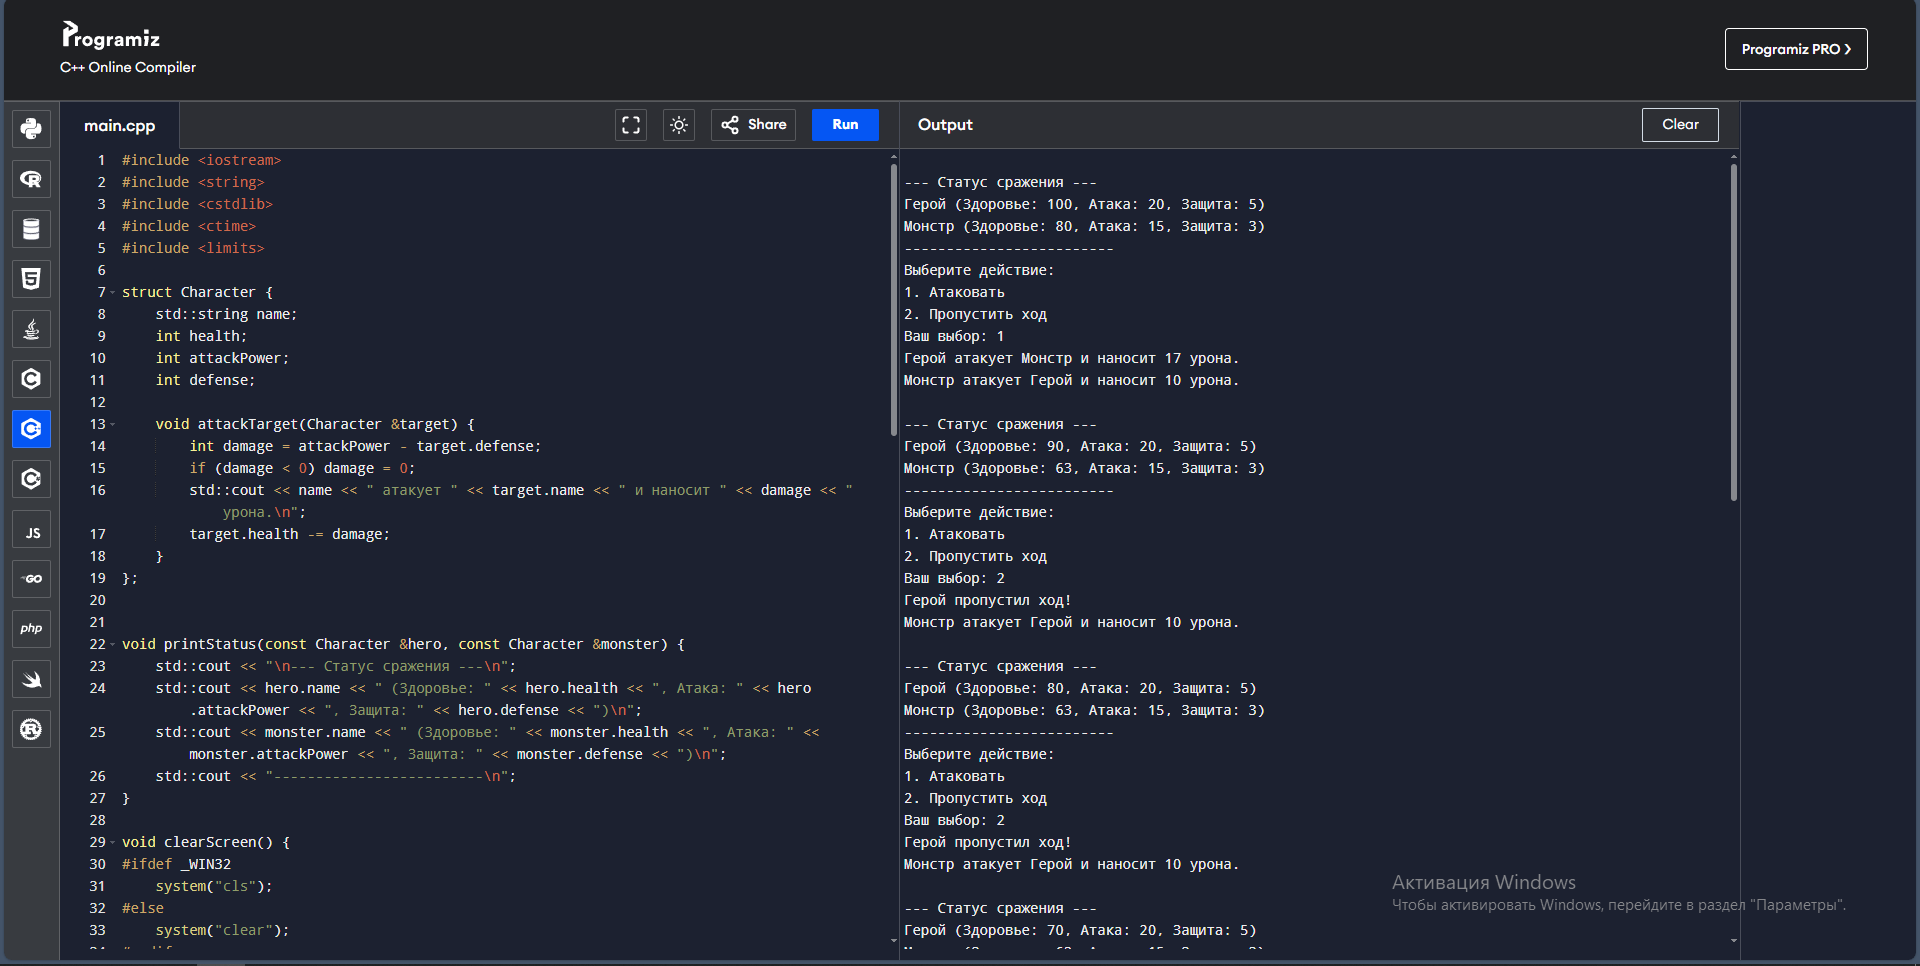 Programiz
C++ Online Compiler
Programiz PRO ›
main.cpp
Share
Run
Output
Clear
1 #include <iostream>
2 #include <string>
3 #include <cstdlib>
4 #include <ctime>
5 #include <limits>
6
7 struct Character {
8 std::string name;
9 int health;
10 int attackPower;
11 int defense;
12
13 void attackTarget(Character &target) {
14 int damage = attackPower - target.defense;
15 if (damage < 0) damage = 0;
16 std::cout << name << " атакует " << target.name << " и наносит " << damage << "
урона.\n";
17 target.health -= damage;
18 }
19 };
20
21
22 void printStatus(const Character &hero, const Character &monster) {
23 std::cout << "\n--- Статус сражения ---\n";
24 std::cout << hero.name << " (Здоровье: " << hero.health << ", Атака: " << hero
.attackPower << ", Защита: " << hero.defense << ")\n";
25 std::cout << monster.name << " (Здоровье: " << monster.health << ", Атака: " <<
monster.attackPower << ", Защита: " << monster.defense << ")\n";
26 std::cout << "-------------------------\n";
27 }
28
29 void clearScreen() {
30 #ifdef _WIN32
31 system("cls");
32 #else
33 system("clear");
--- Статус сражения ---
Герой (Здоровье: 100, Атака: 20, Защита: 5)
Монстр (Здоровье: 80, Атака: 15, Защита: 3)
-------------------------
Выберите действие:
1. Атаковать
2. Пропустить ход
Ваш выбор: 1
Герой атакует Монстр и наносит 17 урона.
Монстр атакует Герой и наносит 10 урона.
--- Статус сражения ---
Герой (Здоровье: 90, Атака: 20, Защита: 5)
Монстр (Здоровье: 63, Атака: 15, Защита: 3)
-------------------------
Выберите действие:
1. Атаковать
2. Пропустить ход
Ваш выбор: 2
Герой пропустил ход!
Монстр атакует Герой и наносит 10 урона.
--- Статус сражения ---
Герой (Здоровье: 80, Атака: 20, Защита: 5)
Монстр (Здоровье: 63, Атака: 15, Защита: 3)
-------------------------
Выберите действие:
1. Атаковать
2. Пропустить ход
Ваш выбор: 2
Герой пропустил ход!
Монстр атакует Герой и наносит 10 урона.
--- Статус сражения ---
Герой (Здоровье: 70, Атака: 20, Защита: 5)
JS
GO
php
Активация Windows
Чтобы активировать Windows, перейдите в раздел "Параметры".